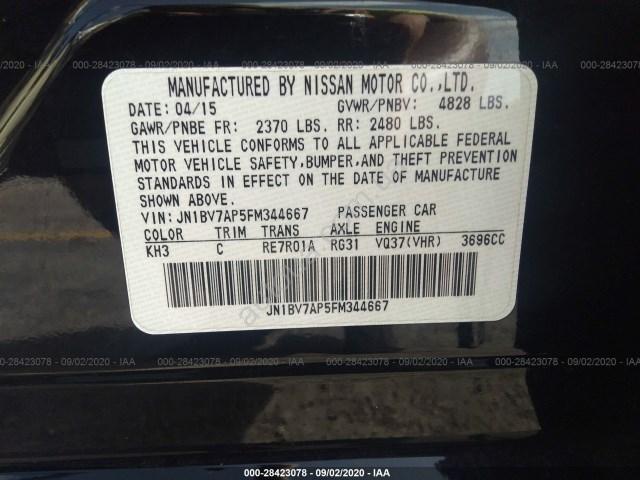 000-28423078 - 09/02/2020 - IAA
MANUFACTURED BY NISSAN MOTOR CO.,LTD.
DATE: 04/15 GVWR/PNBV: 4828 LBS.
GAWR/PNBE FR: 2370 LBS. RR: 2480 LBS.
THIS VEHICLE CONFORMS TO ALL APPLICABLE FEDERAL
MOTOR VEHICLE SAFETY,BUMPER,AND THEFT PREVENTION
STANDARDS IN EFFECT ON THE DATE OF MANUFACTURE
SHOWN ABOVE.
VIN: JN1BV7AP5FM344667 PASSENGER CAR
COLOR TRIM TRANS AXLE ENGINE
KH3 C RE7R01A RG31 VQ37(VHR) 3696CC
JN1BV7AP5FM344667
000-28423078 - 09/02/2020 - IAA